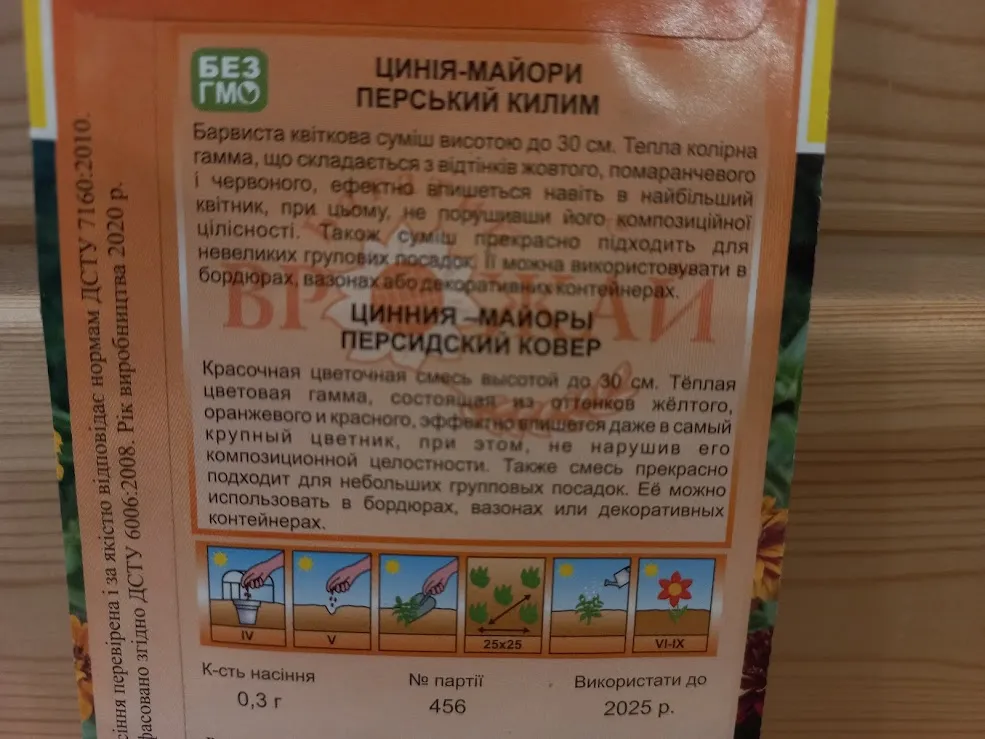 БЕЗ
ГМО
ЦИНІЯ-МАЙОРИ
ПЕРСЬКИЙ КИЛИМ
Барвиста квіткова суміш висотою до 30 см. Тепла колірна
гамма, що складається з відтінків жовтого, помаранчевого
і червоного, ефектно впишеться навіть в найбільший
квітник, при цьому, не порушивши його композиційної
цілісності. Також суміш прекрасно підходить для
невеликих групових посадок. Її можна використовувати в
бордюрах, вазонах або декоративних контейнерах.
ЦИННИЯ –МАЙОРЫ
ПЕРСИДСКИЙ КОВЕР
Красочная цветочная смесь высотой до 30 см. Тёплая
цветовая гамма, состоящая из оттенков жёлтого,
оранжевого и красного, эффектно впишется даже в самый
крупный цветник, при этом, не нарушив его
композиционной целостности. Также смесь прекрасно
подходит для небольших групповых посадок. Её можно
использовать в бордюрах, вазонах или декоративных
контейнерах.
IV
V
25х25
VI-IX
К-сть насіння
0,3 г
№ партії
456
Використати до
2025 р.
сіння перевірена і за якістю відповідає нормам ДСТУ 7160:2010.
фасовано згідно ДСТУ 6006:2008. Рік виробництва 2020 р.